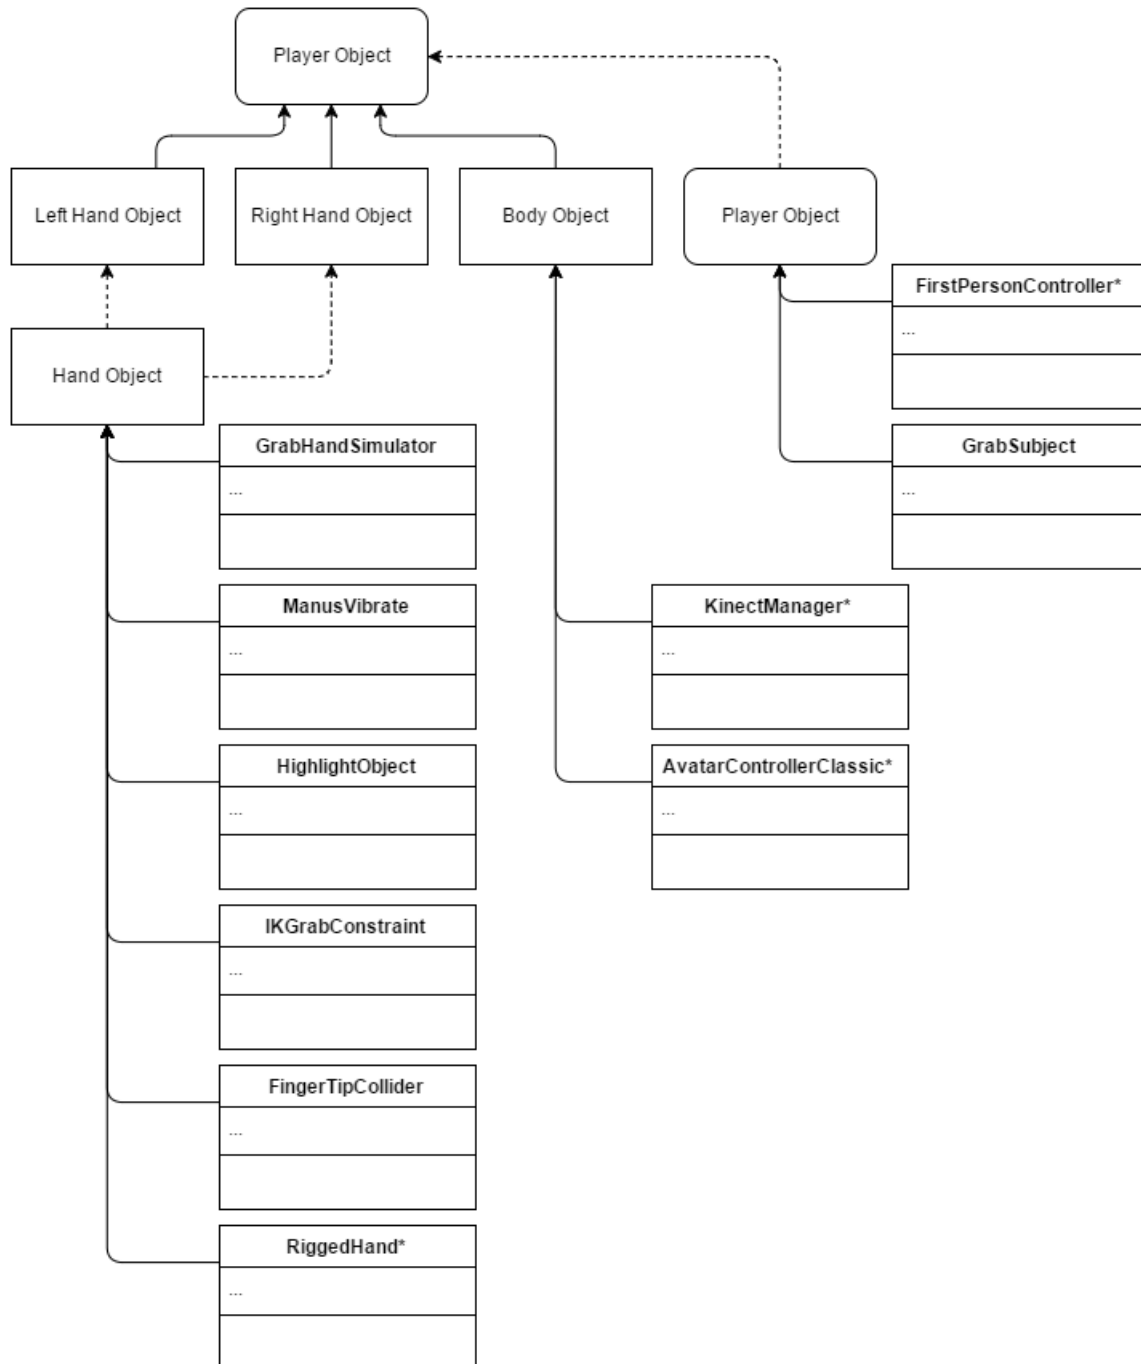 Player Object
Left Hand Object
Right Hand Object
Body Object
Player Object
FirstPersonController*
...
Hand Object
GrabHandSimulator
...
GrabSubject
...
ManusVibrate
...
KinectManager*
...
HighlightObject
...
AvatarControllerClassic*
...
IKGrabConstraint
...
FingerTipCollider
...
RiggedHand*
...